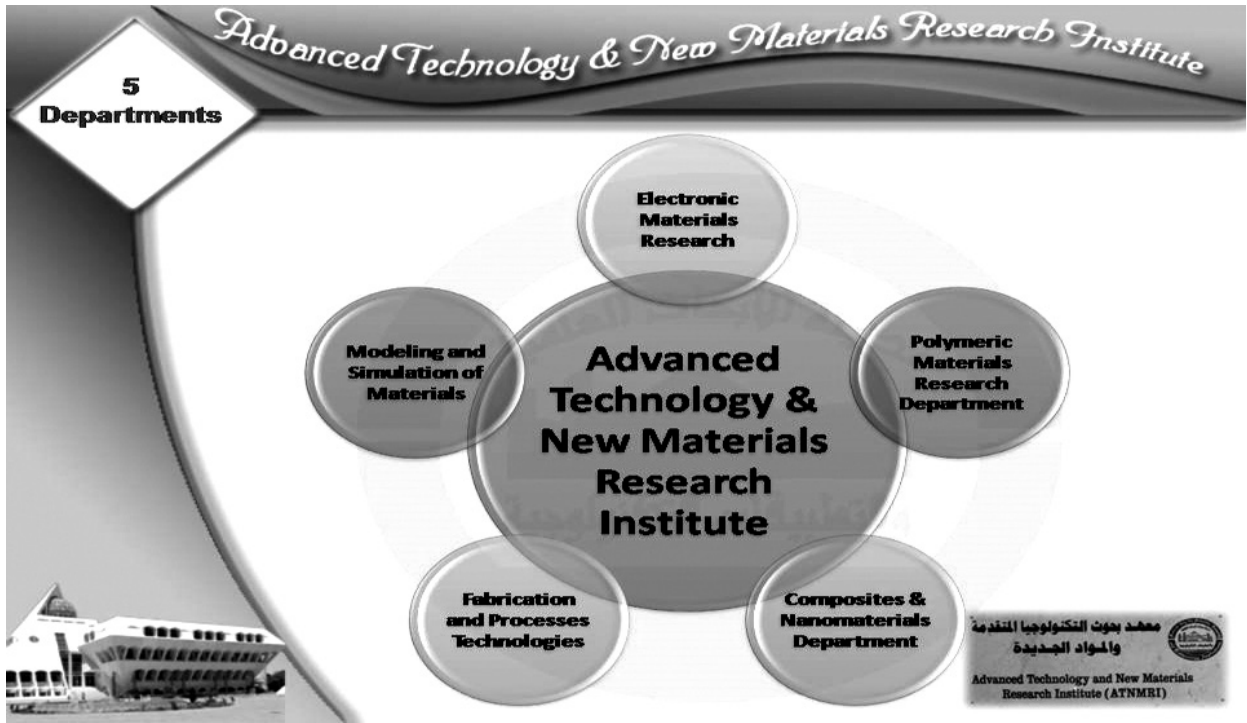 Advanced Technology & New Materials Research Institute
5
Departments
Electronic
Materials
Research
Modeling and
Simulation of
Materials
Advanced
Technology &
New Materials
Research
Institute
Polymeric
Materials
Research
Department
Fabrication
and Processes
Technologies
Composites &
Nanomaterials
Department
معهد بحوث التكنولوجيا المتقدمة
والمواد الجديدة
Advanced Technology and New Materials
Research Institute (ATNMRI)